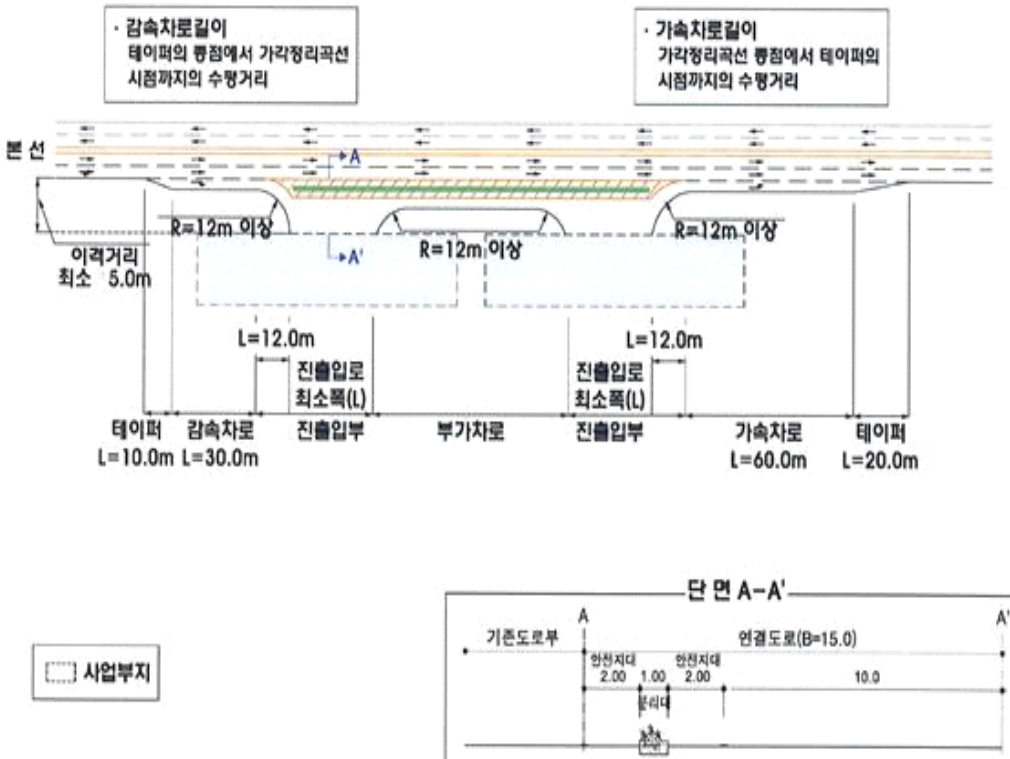 · 감속차로길이
테이퍼의 종점에서 가각정리곡선
시점까지의 수평거리
· 가속차로길이
가각정리곡선 종점에서 테이퍼의
시점까지의 수평거리
본선
A
R=12m 이상
R=12m 이상
R=12m 이상
A'
이격거리
최소 5.0m
L=12.0m
L=12.0m
진출입로
최소폭(L)
진출입로
최소폭(L)
테이퍼
L=10.0m
감속차로
L=30.0m
진출입부
부가차로
진출입부
가속차로
L=60.0m
테이퍼
L=20.0m
사업부지
단 면 A-A'
A
A'
기존도로부
연결도로(B=15.0)
안전지대
2.00
1.00
분리대
안전지대
2.00
10.0